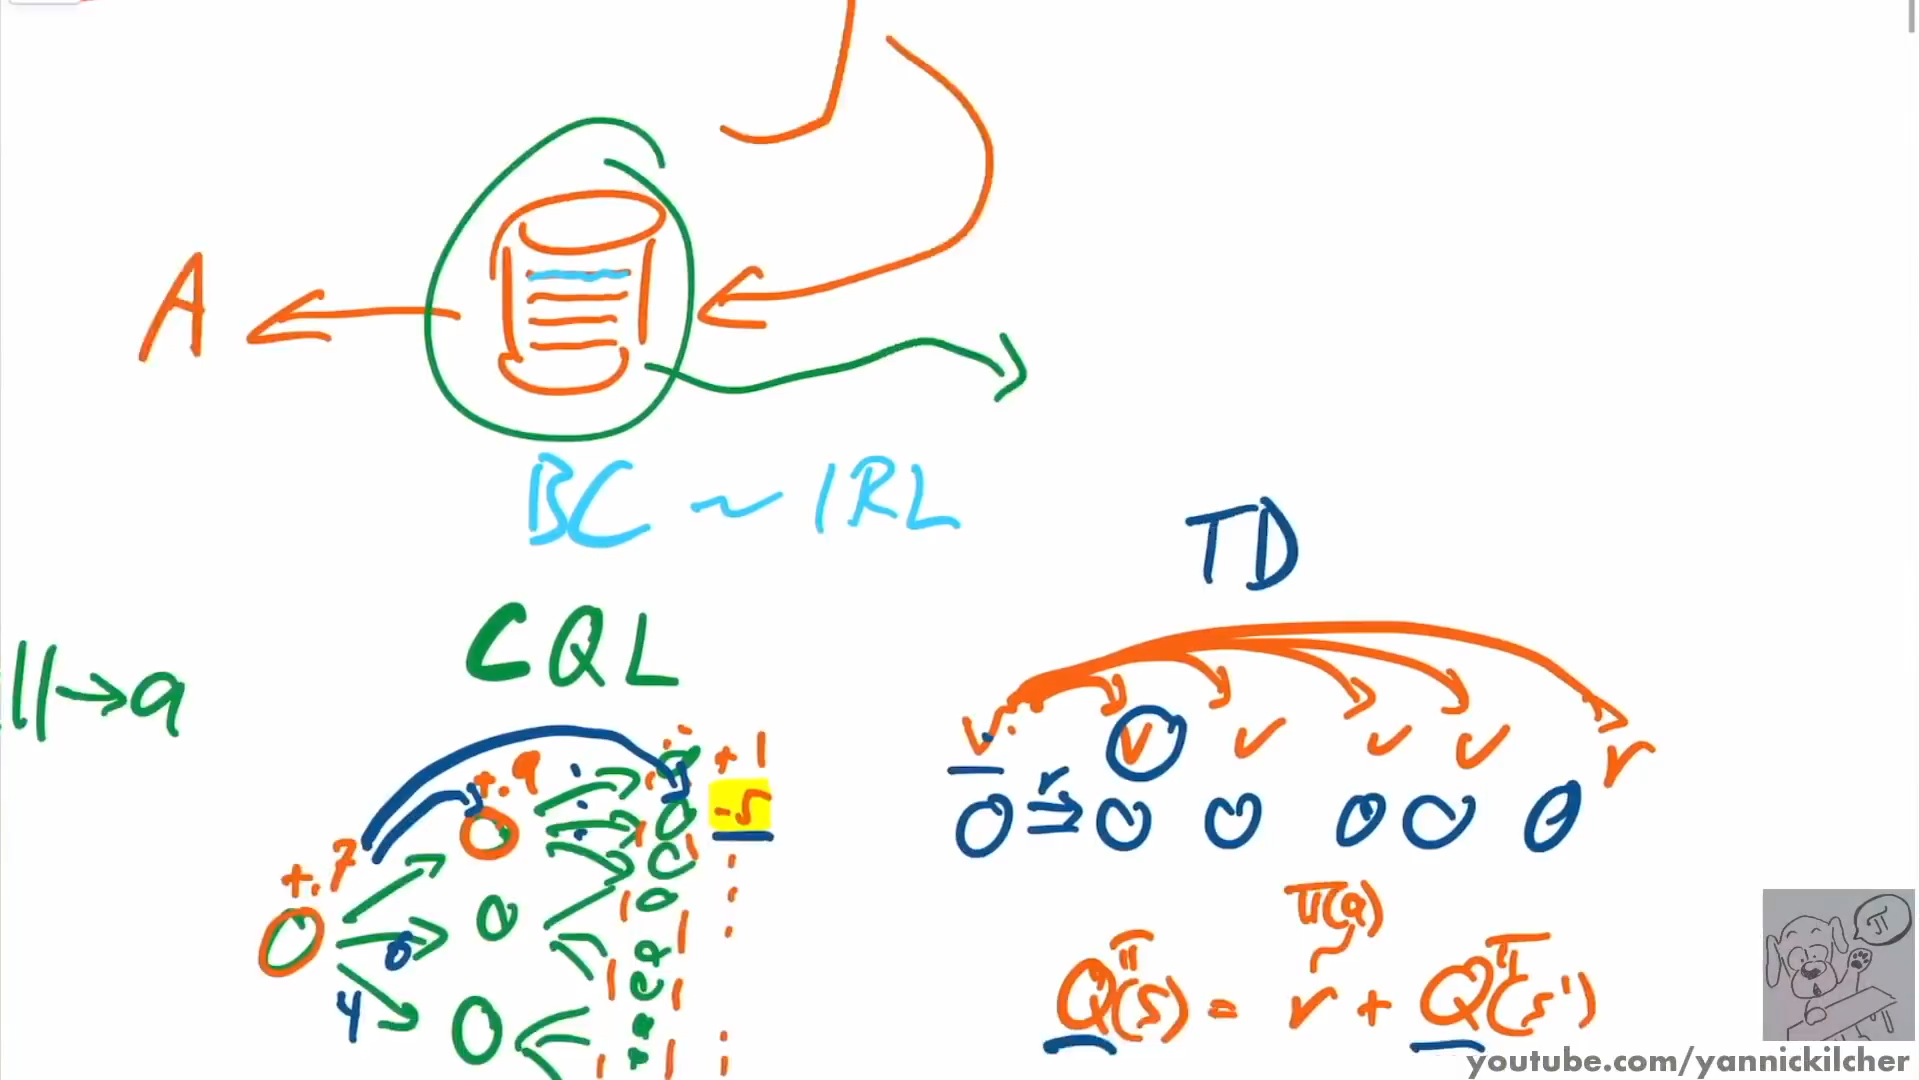 A
BC ~ IRL
TD
CQL
→ a
+1
+.9
-5
+.7
r
π(a)
Q^π(s) = r + Q^π(s')
4
π
youtube.com/yannickilcher